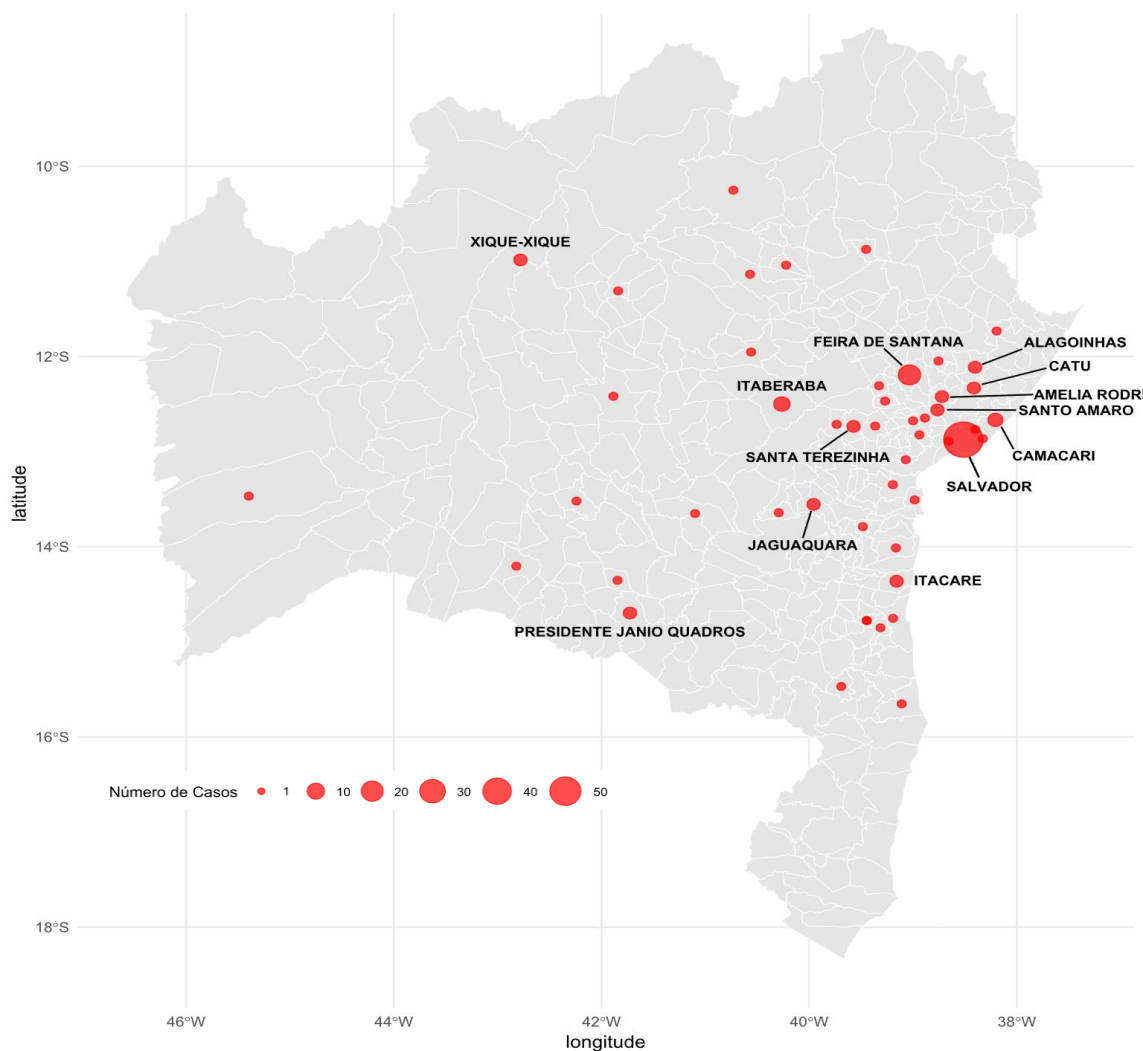 10°S
XIQUE-XIQUE
12°S
FEIRA DE SANTANA
ALAGOINHAS
CATU
ITABERABA
AMELIA RODRI
SANTO AMARO
SANTA TEREZINHA
CAMACARI
SALVADOR
latitude
14°S
JAGUAQUARA
ITACARE
PRESIDENTE JANIO QUADROS
16°S
Número de Casos 1 10 20 30 40 50
18°S
46°W 44°W 42°W 40°W 38°W
longitude